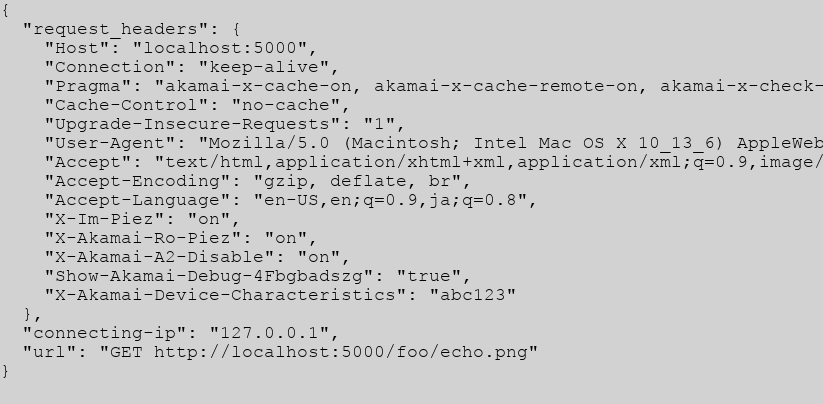 {
  "request_headers": {
    "Host": "localhost:5000",
    "Connection": "keep-alive",
    "Pragma": "akamai-x-cache-on, akamai-x-cache-remote-on, akamai-x-check-
    "Cache-Control": "no-cache",
    "Upgrade-Insecure-Requests": "1",
    "User-Agent": "Mozilla/5.0 (Macintosh; Intel Mac OS X 10_13_6) AppleWeb
    "Accept": "text/html,application/xhtml+xml,application/xml;q=0.9,image/
    "Accept-Encoding": "gzip, deflate, br",
    "Accept-Language": "en-US,en;q=0.9,ja;q=0.8",
    "X-Im-Piez": "on",
    "X-Akamai-Ro-Piez": "on",
    "X-Akamai-A2-Disable": "on",
    "Show-Akamai-Debug-4Fbgbadszg": "true",
    "X-Akamai-Device-Characteristics": "abc123"
  },
  "connecting-ip": "127.0.0.1",
  "url": "GET http://localhost:5000/foo/echo.png"
}